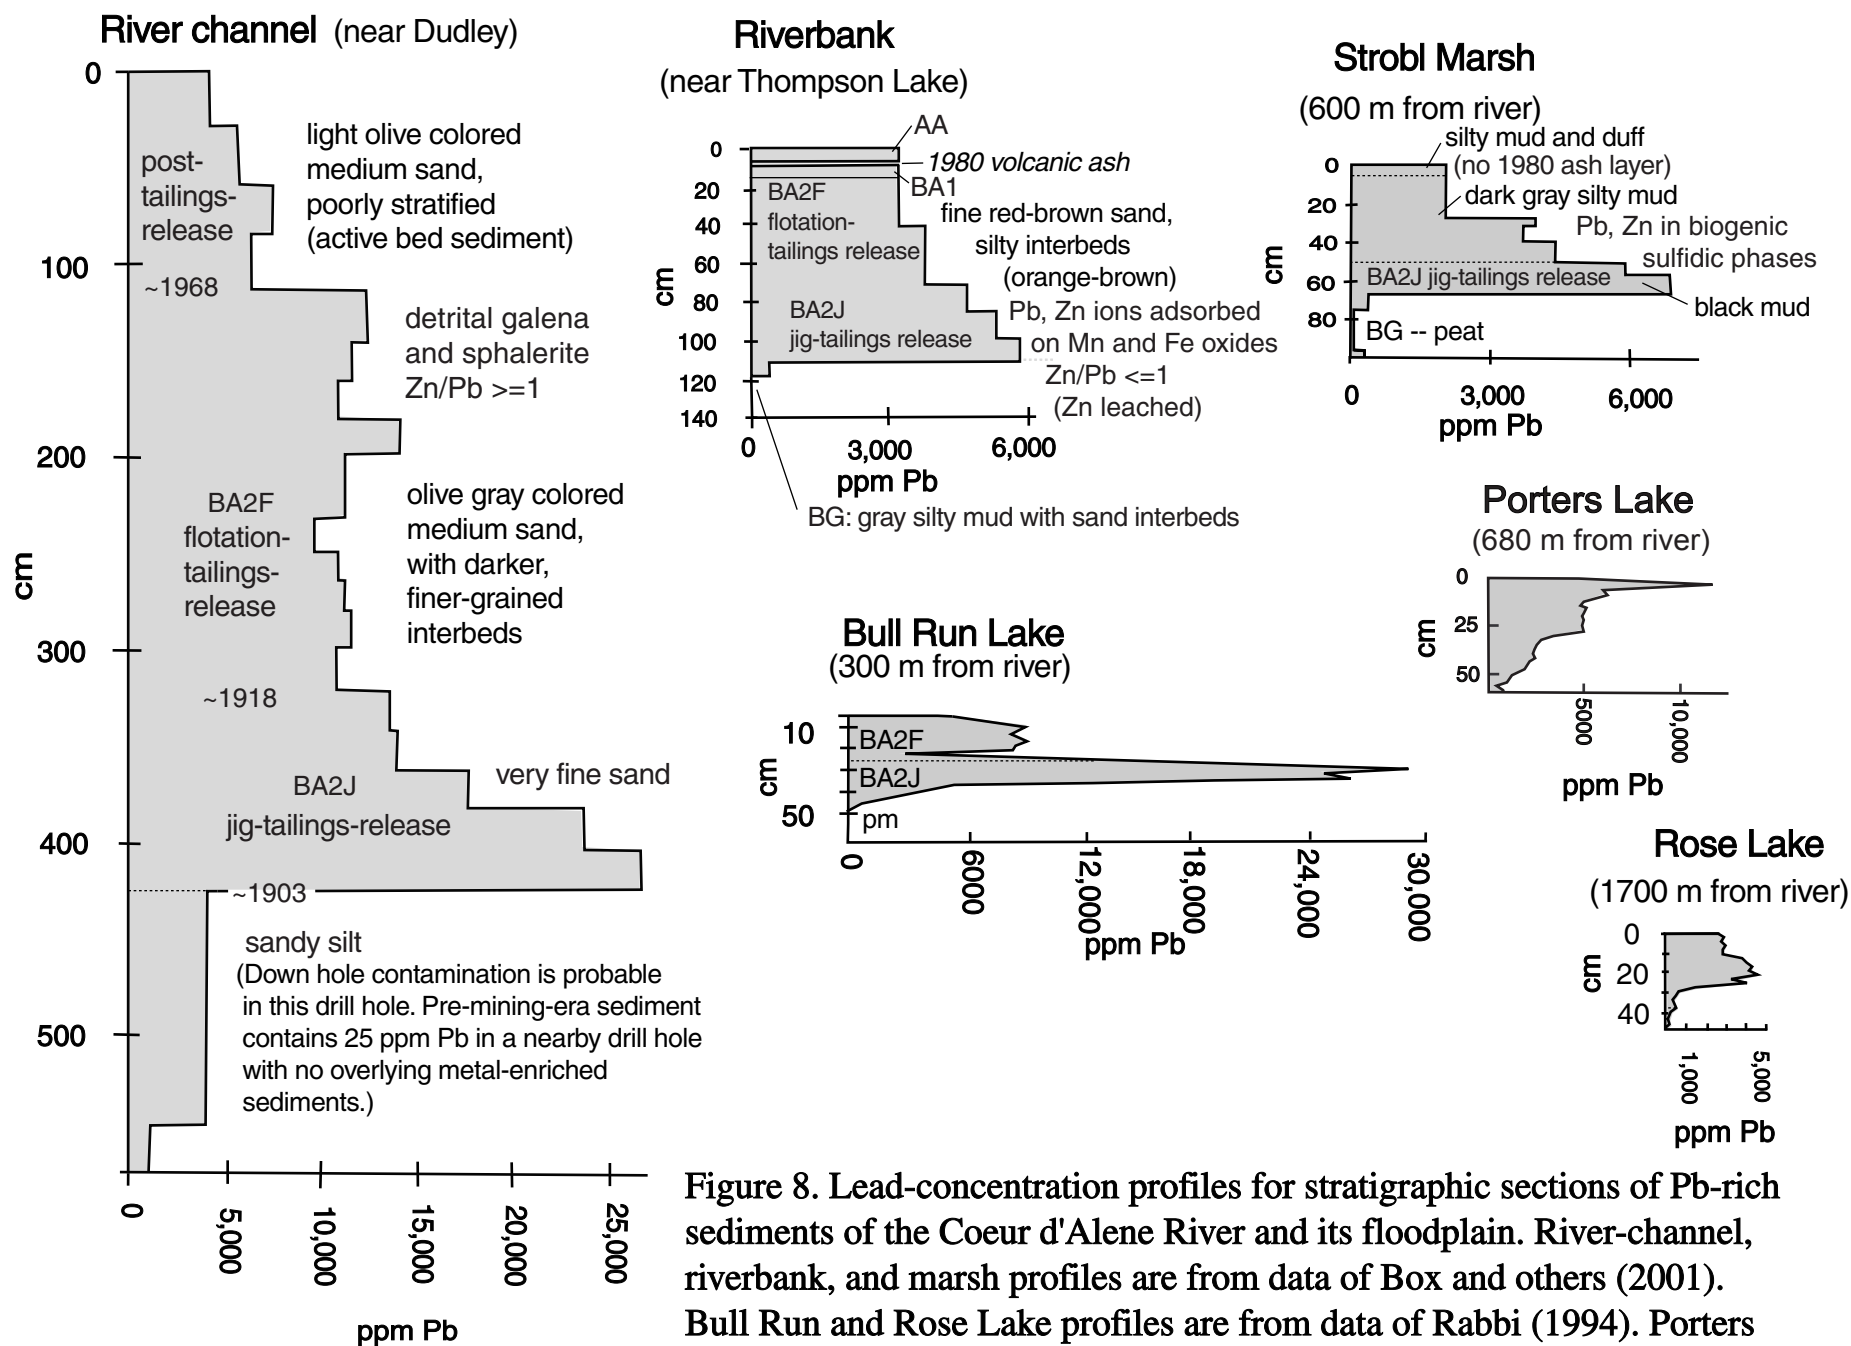 River channel (near Dudley)
0
100
200
300
400
500
cm
post-
tailings-
release
~1968
light olive colored
medium sand,
poorly stratified
(active bed sediment)
detrital galena
and sphalerite
Zn/Pb >=1
BA2F
flotation-
tailings-
release
olive gray colored
medium sand,
with darker,
finer-grained
interbeds
~1918
BA2J
jig-tailings-release
very fine sand
~1903
sandy silt
(Down hole contamination is probable
in this drill hole. Pre-mining-era sediment
contains 25 ppm Pb in a nearby drill hole
with no overlying metal-enriched
sediments.)
0
5,000
10,000
15,000
20,000
25,000
ppm Pb
Riverbank
(near Thompson Lake)
AA
1980 volcanic ash
BA1
0
20
40
60
80
100
120
140
cm
BA2F
flotation-
tailings release
fine red-brown sand,
silty interbeds
(orange-brown)
BA2J
jig-tailings release
Pb, Zn ions adsorbed
on Mn and Fe oxides
Zn/Pb <=1
(Zn leached)
0 3,000 6,000
ppm Pb
BG: gray silty mud with sand interbeds
Strobl Marsh
(600 m from river)
silty mud and duff
(no 1980 ash layer)
dark gray silty mud
0
20
40
60
80
cm
Pb, Zn in biogenic
sulfidic phases
BA2J jig-tailings release
black mud
BG -- peat
0 3,000 6,000
ppm Pb
Porters Lake
(680 m from river)
0
25
50
cm
5000
10,000
ppm Pb
Bull Run Lake
(300 m from river)
10
50
cm
BA2F
BA2J
pm
0
6000
12,000
18,000
24,000
30,000
ppm Pb
Rose Lake
(1700 m from river)
0
20
40
cm
1,000
5,000
ppm Pb
Figure 8. Lead-concentration profiles for stratigraphic sections of Pb-rich
sediments of the Coeur d'Alene River and its floodplain. River-channel,
riverbank, and marsh profiles are from data of Box and others (2001).
Bull Run and Rose Lake profiles are from data of Rabbi (1994). Porters